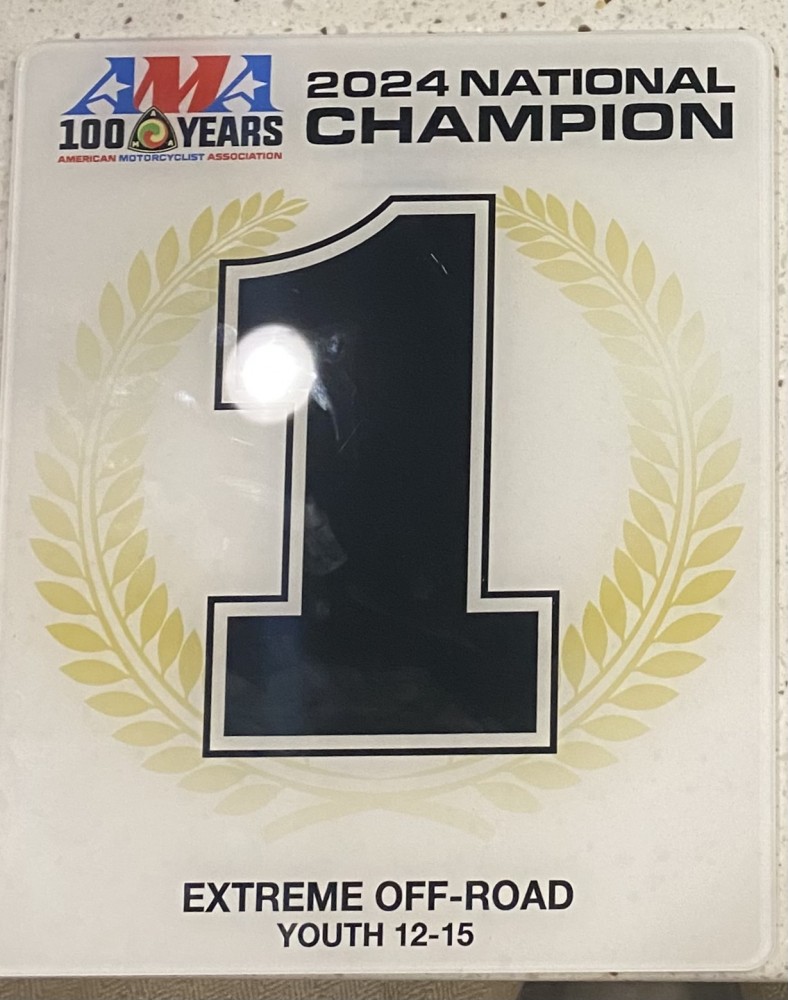 AMA
100 YEARS
AMERICAN MOTORCYCLIST ASSOCIATION
2024 NATIONAL
CHAMPION
1
EXTREME OFF-ROAD
YOUTH 12-15